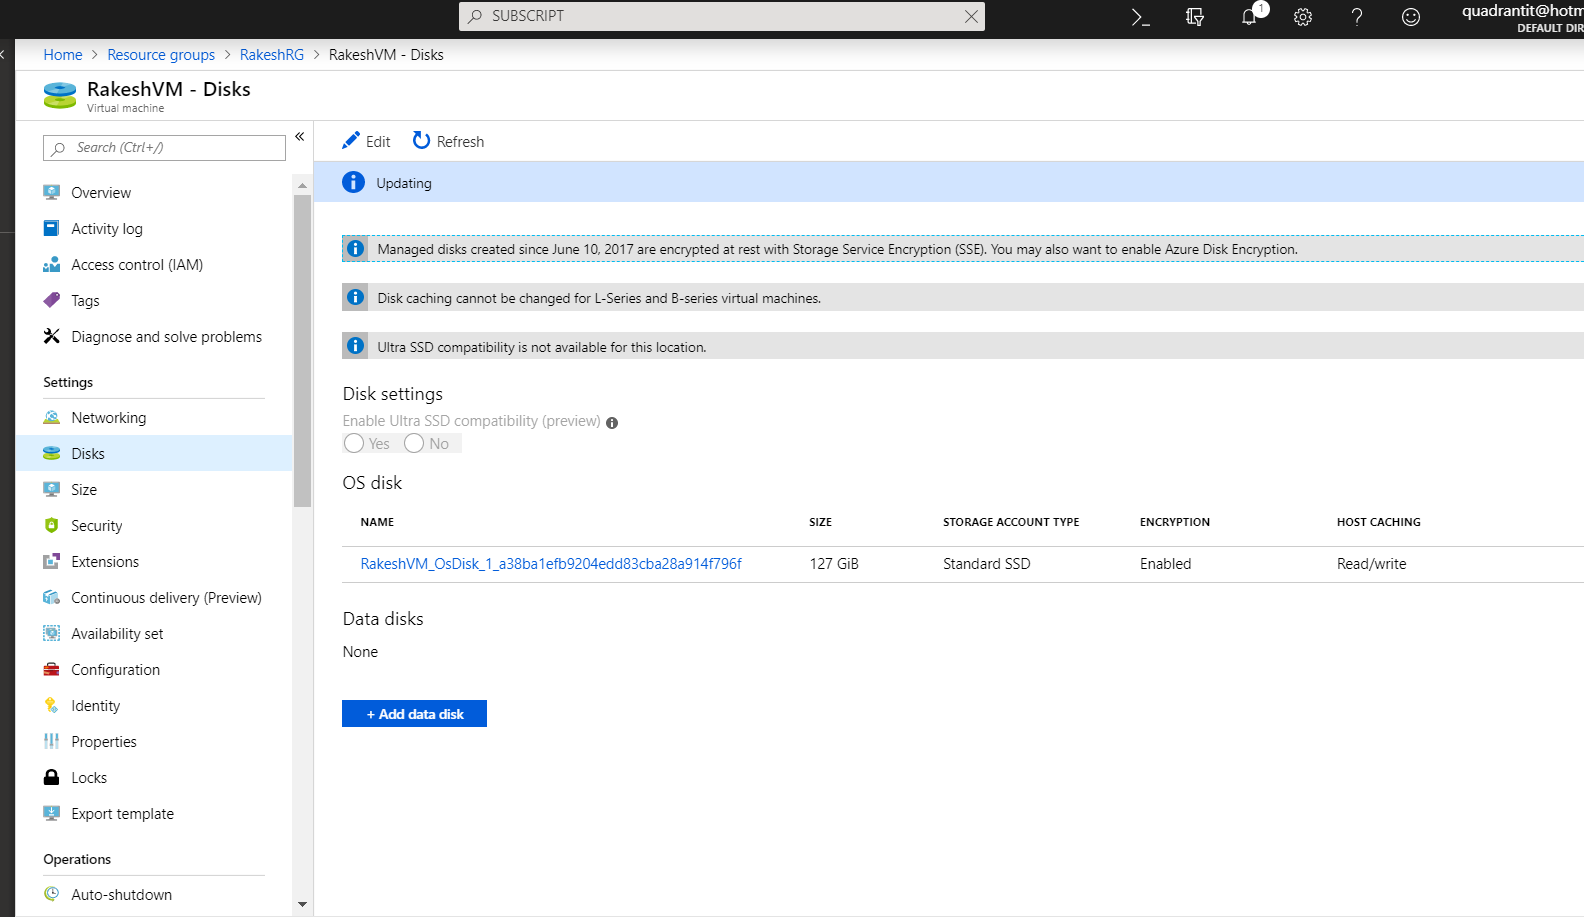 SUBSCRIPT
1
quadrantit@hotm
DEFAULT DIR
Home > Resource groups > RakeshRG > RakeshVM - Disks
RakeshVM - Disks
Virtual machine
Search (Ctrl+/)
Overview
Activity log
Access control (IAM)
Tags
Diagnose and solve problems
Settings
Networking
Disks
Size
Security
Extensions
Continuous delivery (Preview)
Availability set
Configuration
Identity
Properties
Locks
Export template
Operations
Auto-shutdown
Edit Refresh
Updating
Managed disks created since June 10, 2017 are encrypted at rest with Storage Service Encryption (SSE). You may also want to enable Azure Disk Encryption.
Disk caching cannot be changed for L-Series and B-series virtual machines.
Ultra SSD compatibility is not available for this location.
Disk settings
Enable Ultra SSD compatibility (preview)
Yes No
OS disk
NAME SIZE STORAGE ACCOUNT TYPE ENCRYPTION HOST CACHING
RakeshVM_OsDisk_1_a38ba1efb9204edd83cba28a914f796f 127 GiB Standard SSD Enabled Read/write
Data disks
None
+ Add data disk